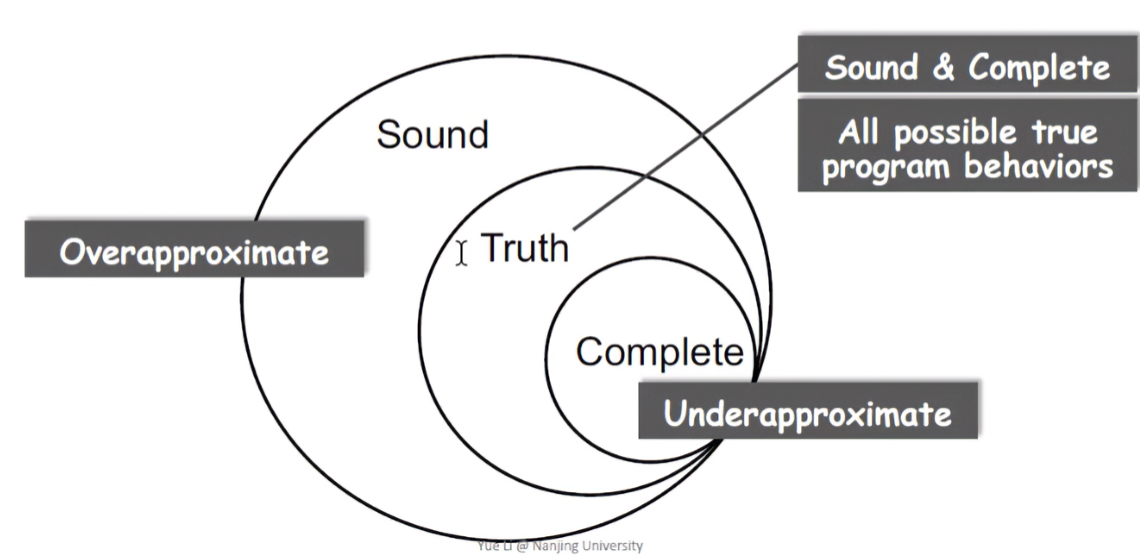 Sound & Complete
All possible true
program behaviors
Sound
Overapproximate
Truth
Complete
Underapproximate
Yue Li @ Nanjing University